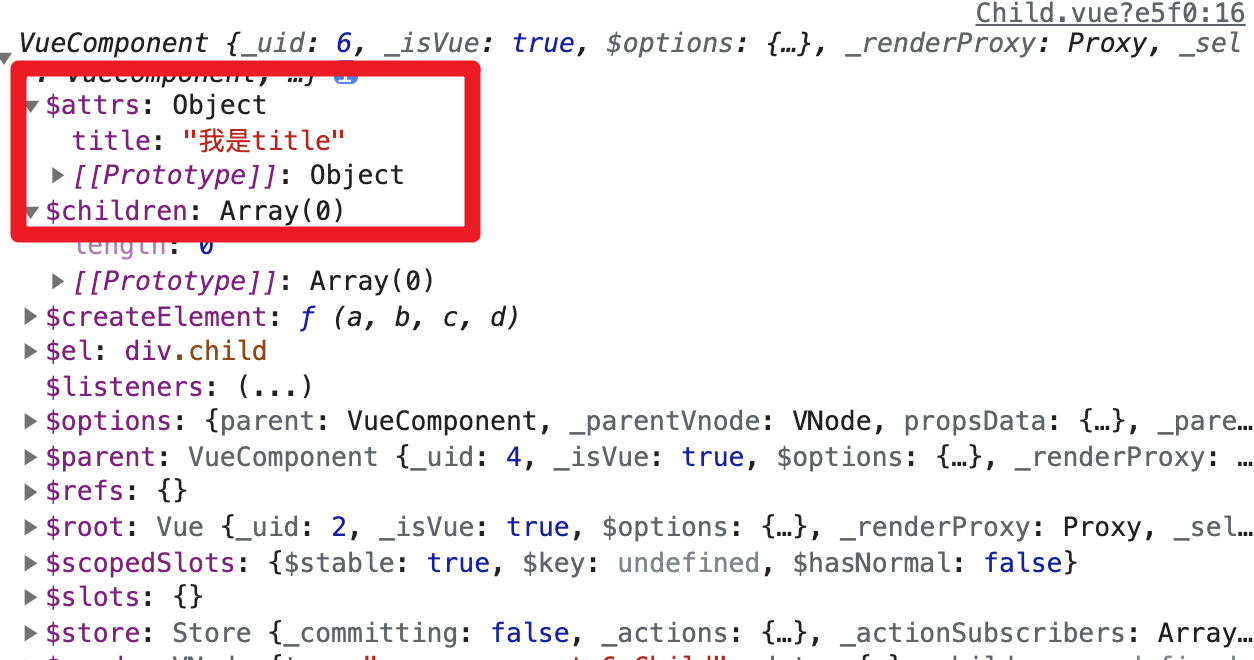 Child.vue?e5f0:16
VueComponent {_uid: 6, _isVue: true, $options: {…}, _renderProxy: Proxy, _sel
f: VueComponent, …}
$attrs: Object
title: "我是title"
[[Prototype]]: Object
$children: Array(0)
length: 0
[[Prototype]]: Array(0)
$createElement: ƒ (a, b, c, d)
$el: div.child
$listeners: (...)
$options: {parent: VueComponent, _parentVnode: VNode, propsData: {…}, _pare…
$parent: VueComponent {_uid: 4, _isVue: true, $options: {…}, _renderProxy: …
$refs: {}
$root: Vue {_uid: 2, _isVue: true, $options: {…}, _renderProxy: Proxy, _sel…
$scopedSlots: {$stable: true, $key: undefined, $hasNormal: false}
$slots: {}
$store: Store {_committing: false, _actions: {…}, _actionSubscribers: Array…